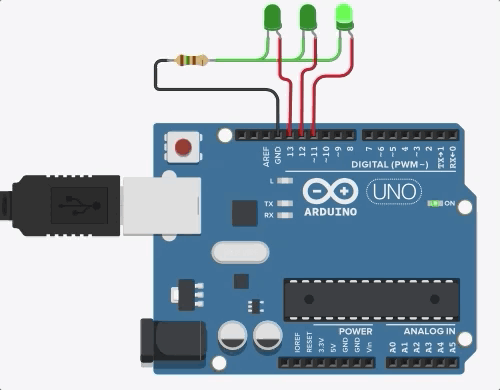 AREF
GND
13
12
~11
~10
~9
8
7
~6
~5
4
~3
2
TX→1
RX←0
DIGITAL (PWM~)
L
TX
RX
ARDUINO
UNO
ON
IOREF
RESET
3.3V
5V
GND
GND
Vin
POWER
ANALOG IN
A0
A1
A2
A3
A4
A5